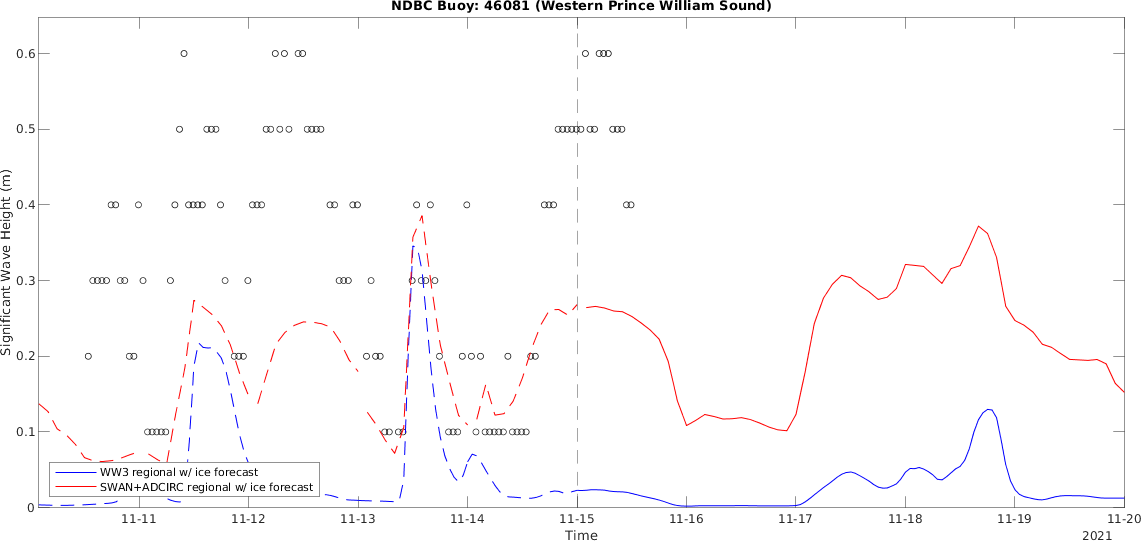 NDBC Buoy: 46081 (Western Prince William Sound)
Significant Wave Height (m)
0.6
0.5
0.4
0.3
0.2
0.1
0
WW3 regional w/ ice forecast
SWAN+ADCIRC regional w/ ice forecast
11-11 11-12 11-13 11-14 11-15 11-16 11-17 11-18 11-19 11-20
Time
2021